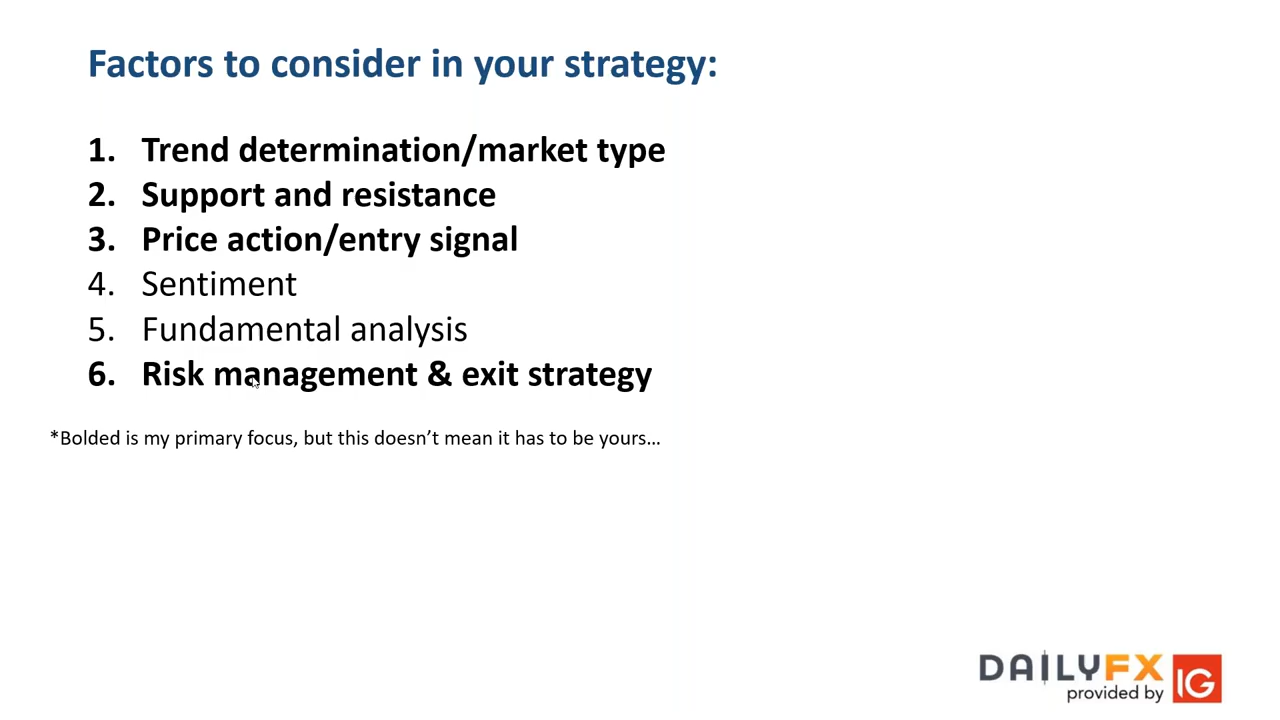 Factors to consider in your strategy:
1. Trend determination/market type
2. Support and resistance
3. Price action/entry signal
4. Sentiment
5. Fundamental analysis
6. Risk management & exit strategy
*Bolded is my primary focus, but this doesn’t mean it has to be yours…
DAILYFX
provided by IG